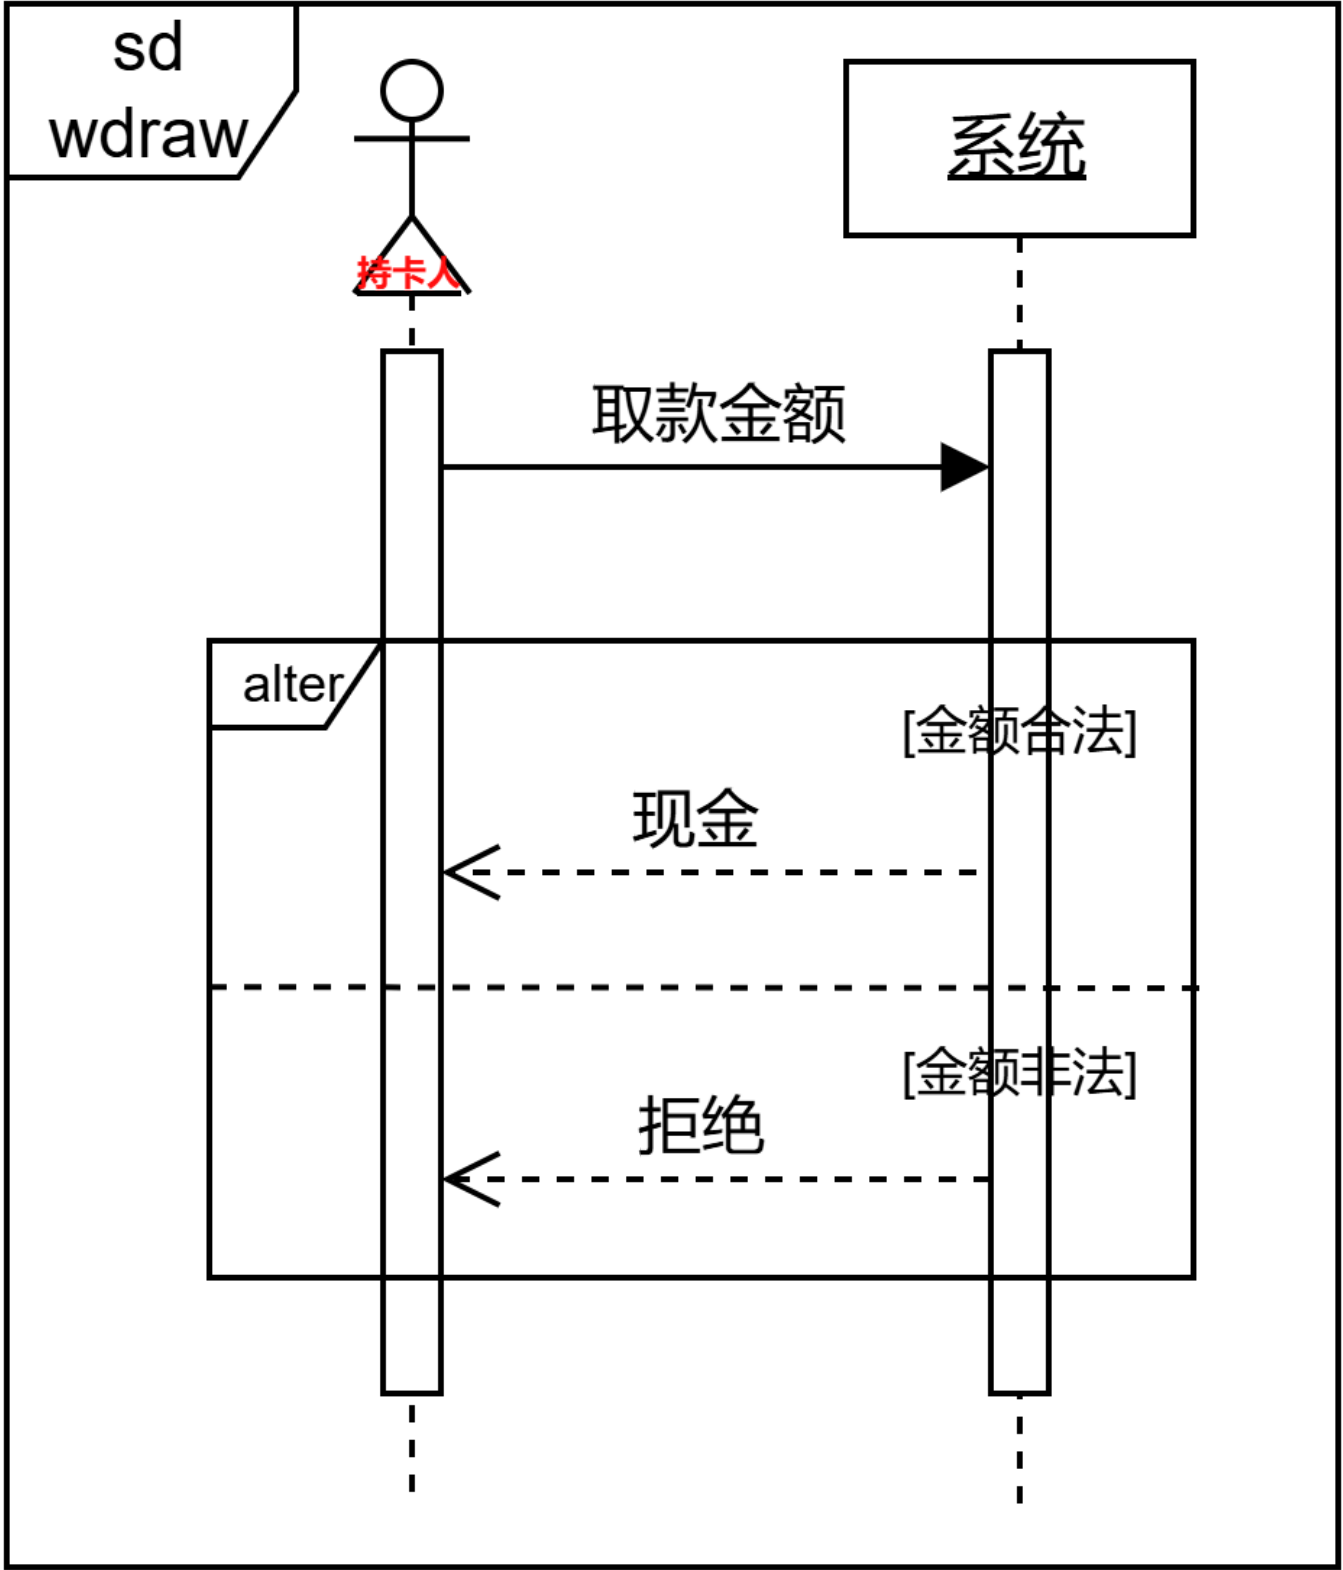 sd
wdraw
持卡人
系统
取款金额
alter
[金额合法]
现金
[金额非法]
拒绝